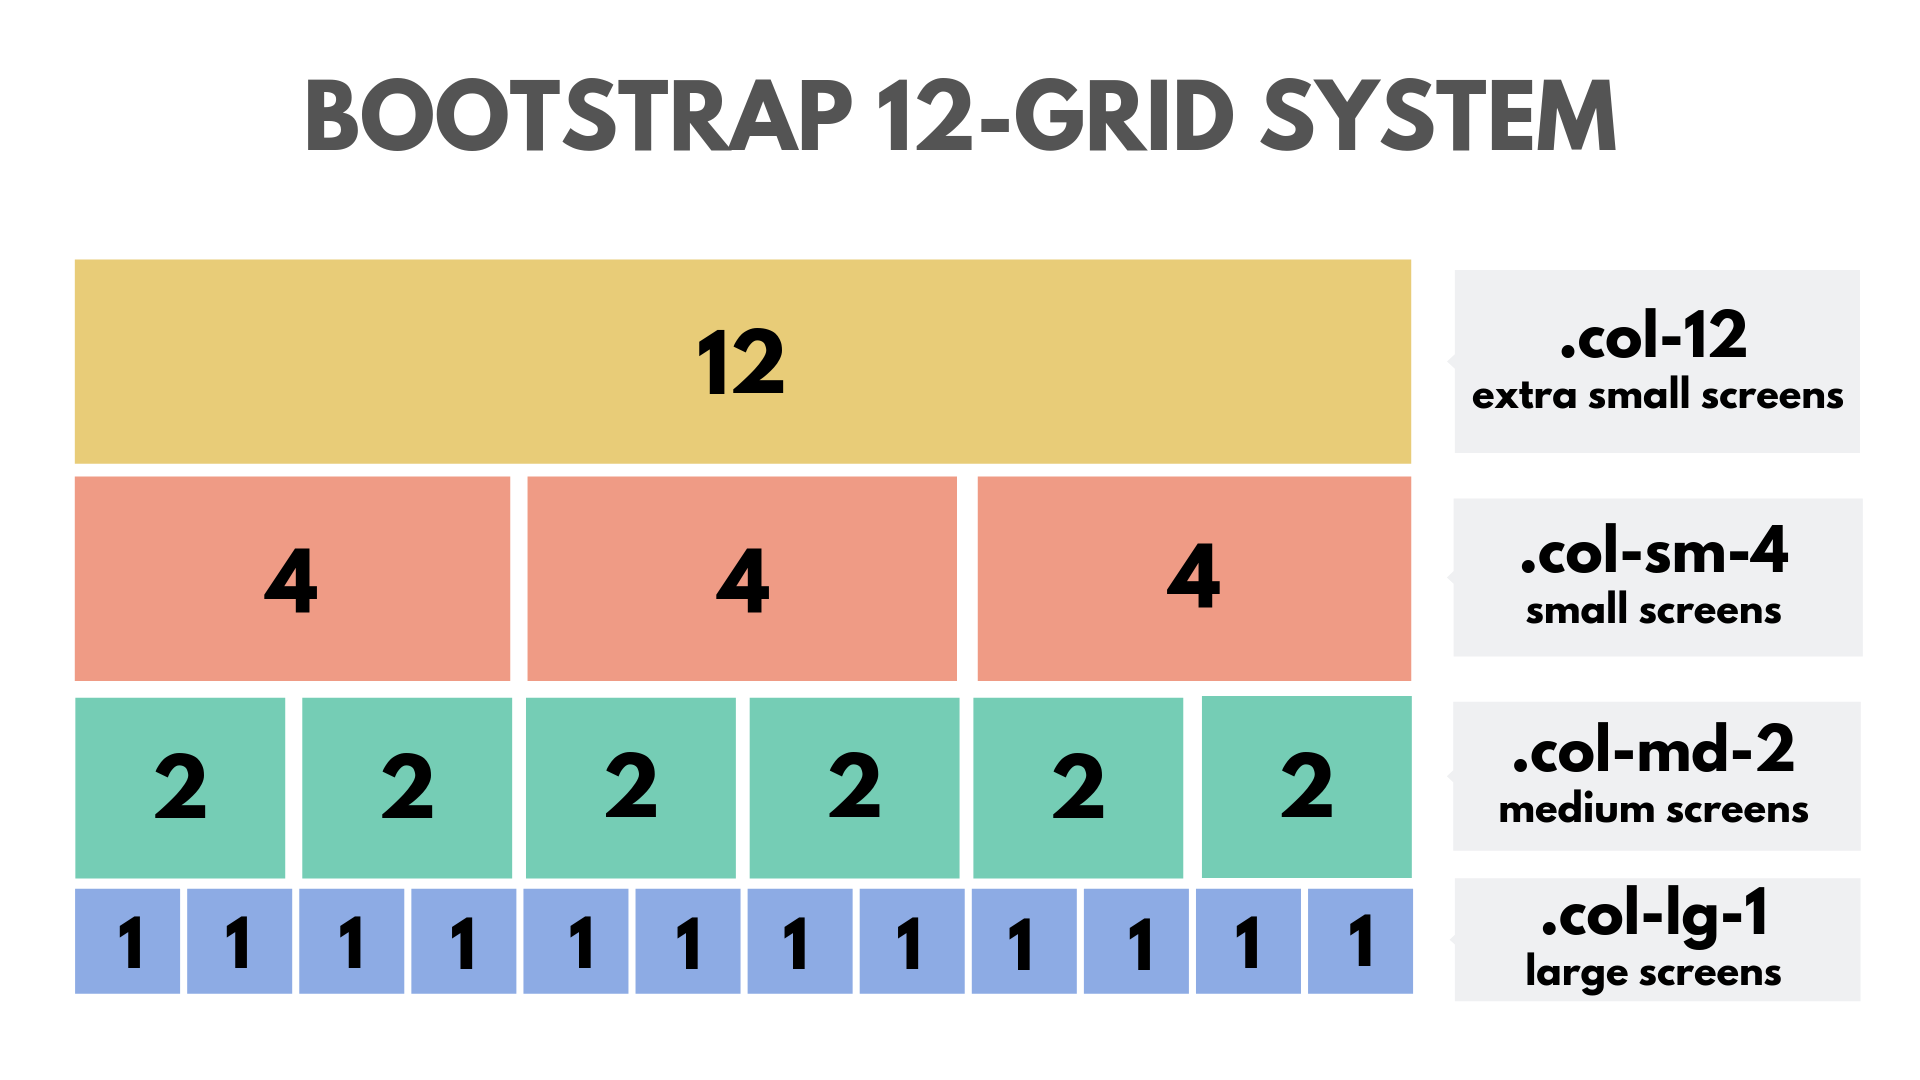 BOOTSTRAP 12-GRID SYSTEM
12
.col-12
extra small screens
4 4 4
.col-sm-4
small screens
2 2 2 2 2 2
.col-md-2
medium screens
1 1 1 1 1 1 1 1 1 1 1 1
.col-lg-1
large screens